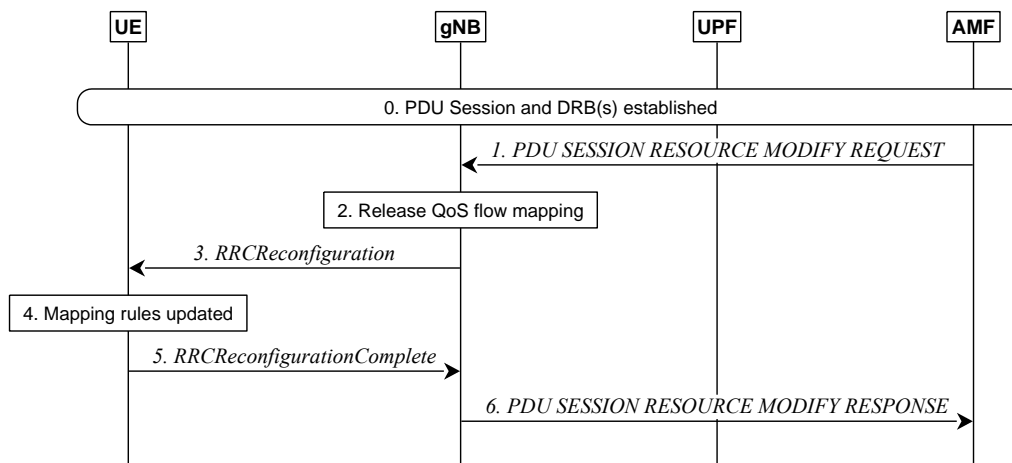 UE
gNB
UPF
AMF
0. PDU Session and DRB(s) established
1. PDU SESSION RESOURCE MODIFY REQUEST
2. Release QoS flow mapping
3. RRCReconfiguration
4. Mapping rules updated
5. RRCReconfigurationComplete
6. PDU SESSION RESOURCE MODIFY RESPONSE